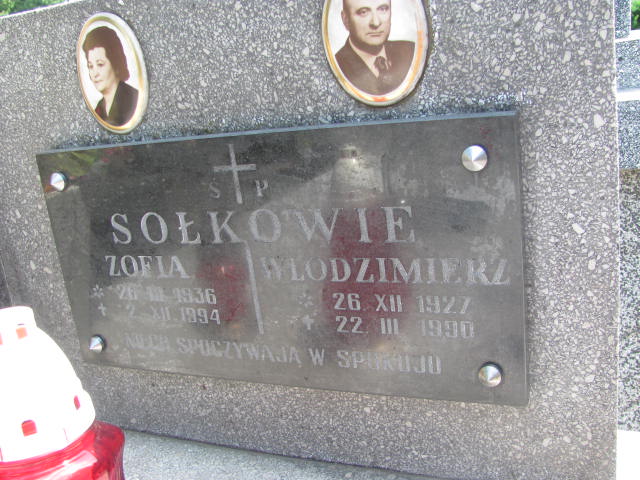 Ś P
SOŁKOWIE
ZOFIA WŁODZIMIERZ
* 26 III 1936 * 26 XII 1927
+ 2 XII 1994 + 22 III 1990
NIECH SPOCZYWAJĄ W SPOKOJU